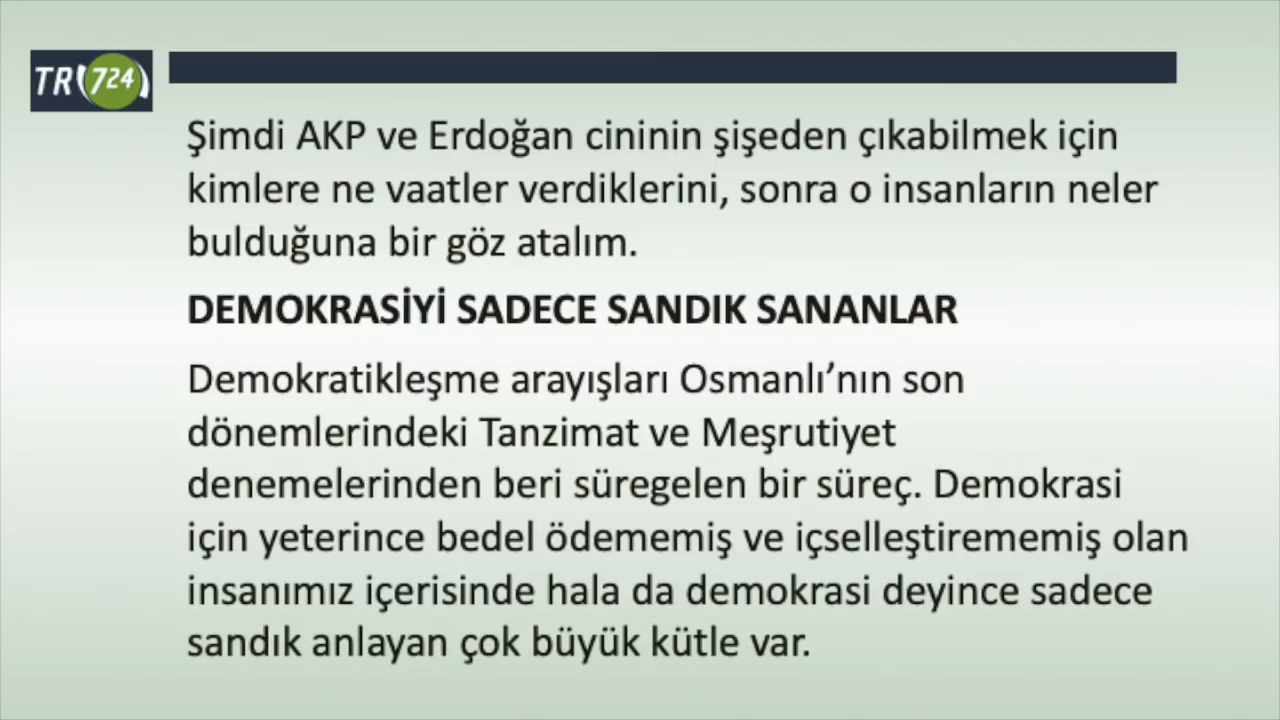 TR724
Şimdi AKP ve Erdoğan cininin şişeden çıkabilmek için
kimlere ne vaatler verdiklerini, sonra o insanların neler
bulduğuna bir göz atalım.
DEMOKRASİYİ SADECE SANDIK SANANLAR
Demokratikleşme arayışları Osmanlı’nın son
dönemlerindeki Tanzimat ve Meşrutiyet
denemelerinden beri süregelen bir süreç. Demokrasi
için yeterince bedel ödememiş ve içselleştirememiş olan
insanımız içerisinde hala da demokrasi deyince sadece
sandık anlayan çok büyük kütle var.